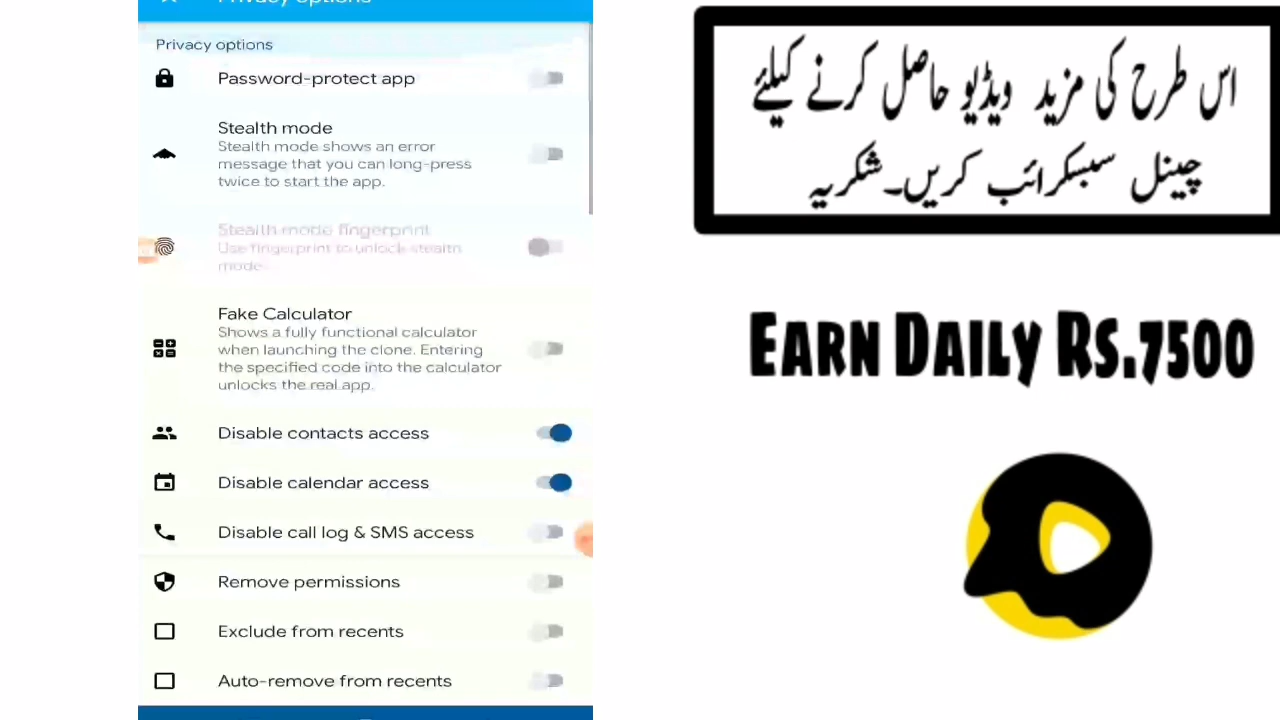 Privacy options
Privacy options
Password-protect app
Stealth mode
Stealth mode shows an error
message that you can long-press
twice to start the app.
Stealth mode fingerprint
Use fingerprint to unlock stealth
mode.
Fake Calculator
Shows a fully functional calculator
when launching the clone. Entering
the specified code into the calculator
unlocks the real app.
Disable contacts access
Disable calendar access
Disable call log & SMS access
Remove permissions
Exclude from recents
Auto-remove from recents
اس طرح کی مزید ویڈیو حاصل کرنے کیلئے
چینل سبسکرائب کریں۔شکریہ
EARN DAILY RS.7500